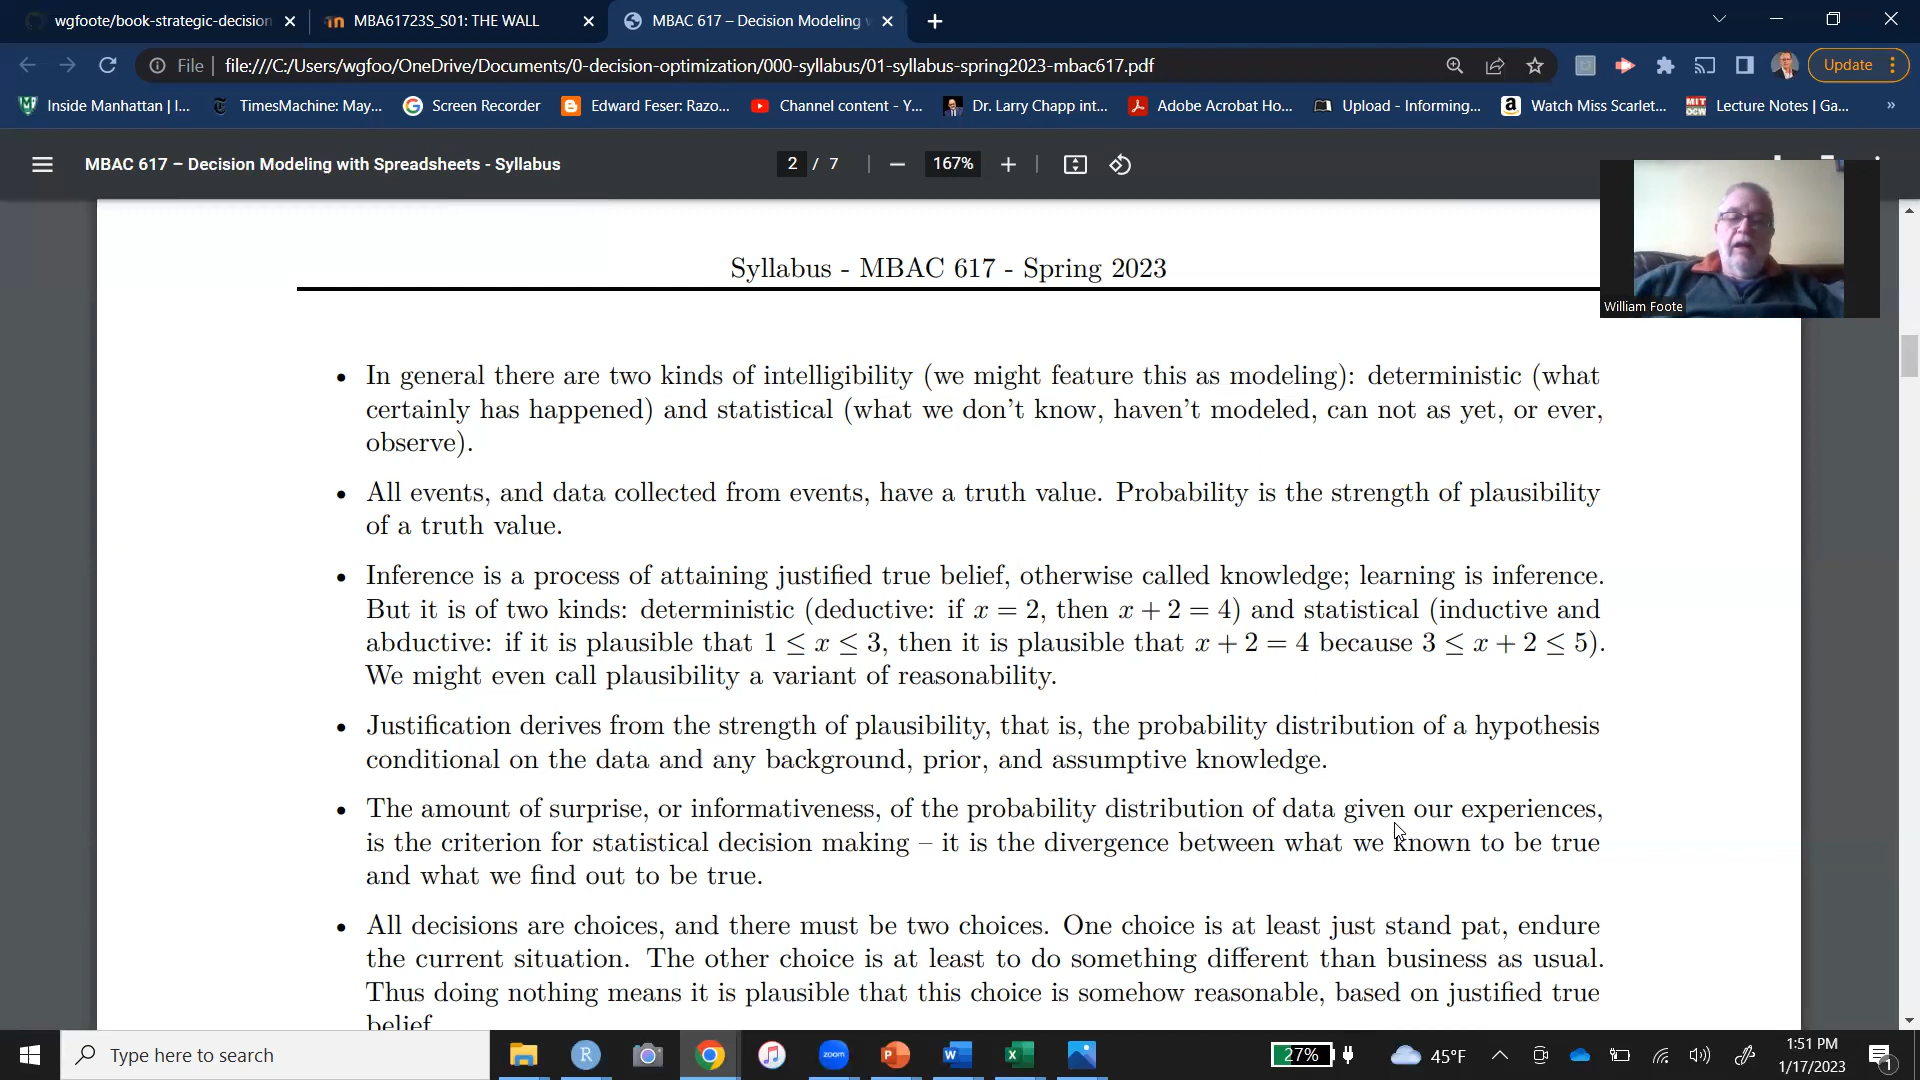 wgfoote/book-strategic-decision
MBA61723S_S01: THE WALL
MBAC 617 – Decision Modeling w
File
file:///C:/Users/wgfoo/OneDrive/Documents/0-decision-optimization/000-syllabus/01-syllabus-spring2023-mbac617.pdf
Update
Inside Manhattan | I...
TimesMachine: May...
Screen Recorder
Edward Feser: Razo...
Channel content - Y...
Dr. Larry Chapp int...
Adobe Acrobat Ho...
Upload - Informing...
Watch Miss Scarlet...
Lecture Notes | Ga...
»
MBAC 617 – Decision Modeling with Spreadsheets - Syllabus
2 / 7
167%
William Foote
Syllabus - MBAC 617 - Spring 2023
• In general there are two kinds of intelligibility (we might feature this as modeling): deterministic (what
certainly has happened) and statistical (what we don't know, haven't modeled, can not as yet, or ever,
observe).
• All events, and data collected from events, have a truth value. Probability is the strength of plausibility
of a truth value.
• Inference is a process of attaining justified true belief, otherwise called knowledge; learning is inference.
But it is of two kinds: deterministic (deductive: if x = 2, then x + 2 = 4) and statistical (inductive and
abductive: if it is plausible that 1 ≤ x ≤ 3, then it is plausible that x + 2 = 4 because 3 ≤ x + 2 ≤ 5).
We might even call plausibility a variant of reasonability.
• Justification derives from the strength of plausibility, that is, the probability distribution of a hypothesis
conditional on the data and any background, prior, and assumptive knowledge.
• The amount of surprise, or informativeness, of the probability distribution of data given our experiences,
is the criterion for statistical decision making – it is the divergence between what we known to be true
and what we find out to be true.
• All decisions are choices, and there must be two choices. One choice is at least just stand pat, endure
the current situation. The other choice is at least to do something different than business as usual.
Thus doing nothing means it is plausible that this choice is somehow reasonable, based on justified true
belief
Type here to search
27%
45°F
1:51 PM
1/17/2023
1